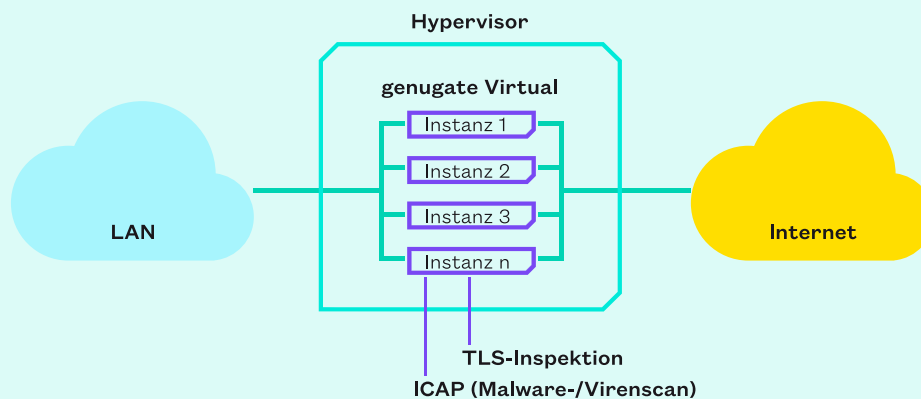 Hypervisor
genugate Virtual
Instanz 1
Instanz 2
Instanz 3
Instanz n
LAN
Internet
TLS-Inspektion
ICAP (Malware-/Virenscan)